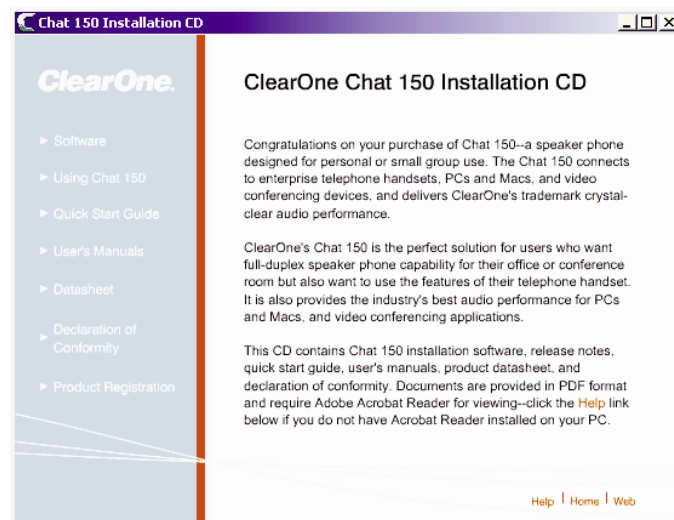 Chat 150 Installation CD
ClearOne.
Software
Using Chat 150
Quick Start Guide
User's Manuals
Datasheet
Declaration of
Conformity
Product Registration
ClearOne Chat 150 Installation CD
Congratulations on your purchase of Chat 150--a speaker phone
designed for personal or small group use. The Chat 150 connects
to enterprise telephone handsets, PCs and Macs, and video
conferencing devices, and delivers ClearOne's trademark crystal-
clear audio performance.
ClearOne's Chat 150 is the perfect solution for users who want
full-duplex speaker phone capability for their office or conference
room but also want to use the features of their telephone handset.
It is also provides the industry's best audio performance for PCs
and Macs, and video conferencing applications.
This CD contains Chat 150 installation software, release notes,
quick start guide, user's manuals, product datasheet, and
declaration of conformity. Documents are provided in PDF format
and require Adobe Acrobat Reader for viewing--click the Help link
below if you do not have Acrobat Reader installed on your PC.
Help | Home | Web